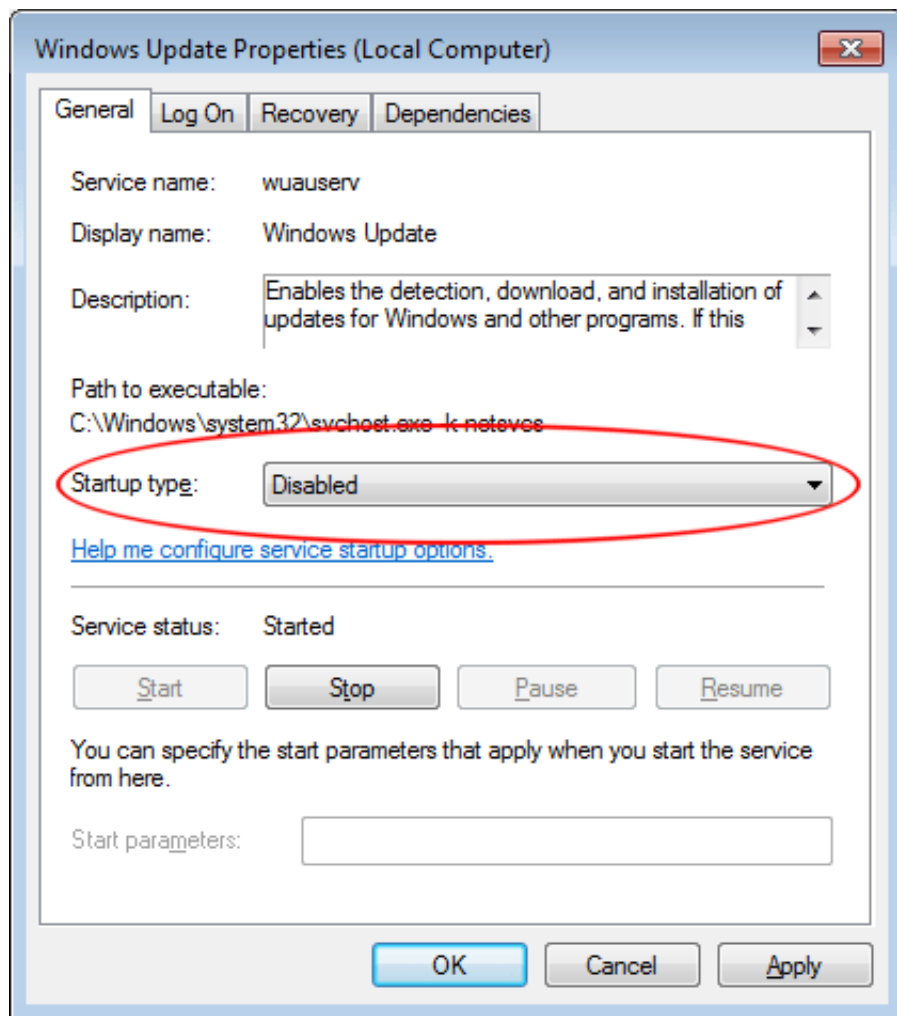 Windows Update Properties (Local Computer)
General Log On Recovery Dependencies
Service name: wuauserv
Display name: Windows Update
Description: Enables the detection, download, and installation of
updates for Windows and other programs. If this
Path to executable:
C:\Windows\system32\svchost.exe -k netsvcs
Startup type: Disabled
Help me configure service startup options.
Service status: Started
Start Stop Pause Resume
You can specify the start parameters that apply when you start the service
from here.
Start parameters:
OK Cancel Apply